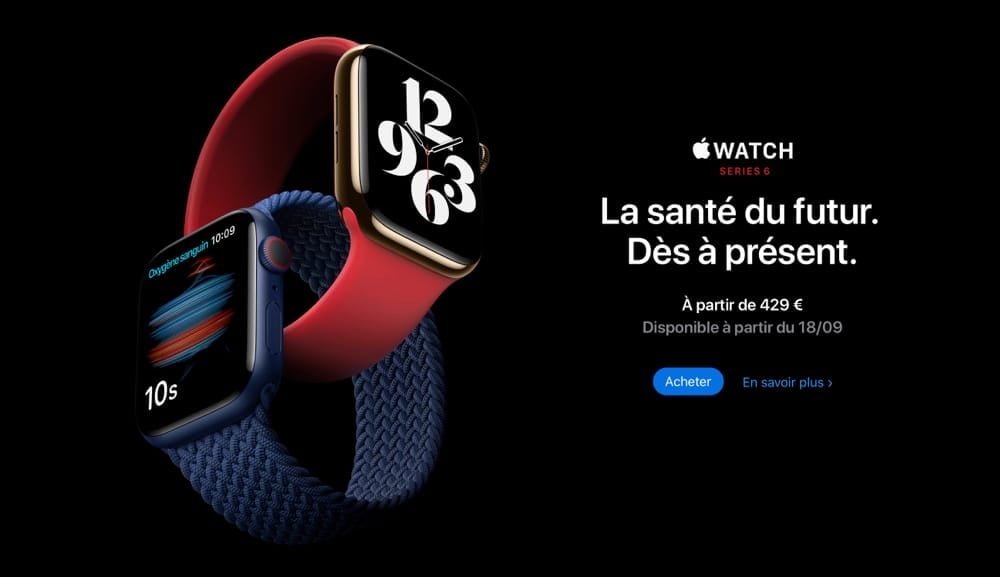 Oxygène sanguin 10:09
10s
12
9 3
6
WATCH
SERIES 6
La santé du futur.
Dès à présent.
À partir de 429 €
Disponible à partir du 18/09
Acheter
En savoir plus ›